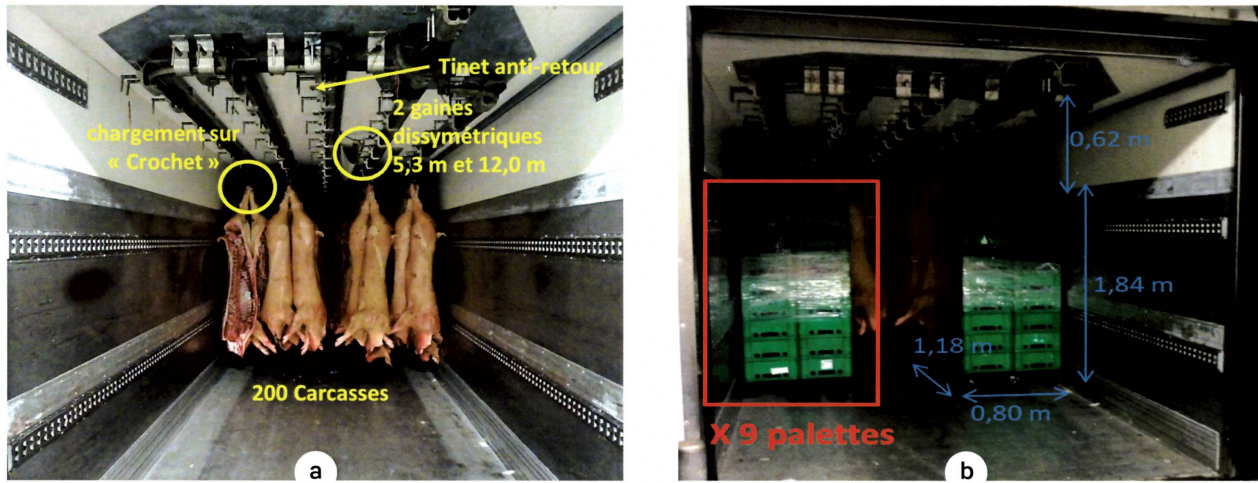 Tinet anti-retour
2 gaines
dissymétriques
5,3 m et 12,0 m
chargement sur
« Crochet »
200 Carcasses
a
0,62 m
1,84 m
1,18 m
0,80 m
X 9 palettes
b